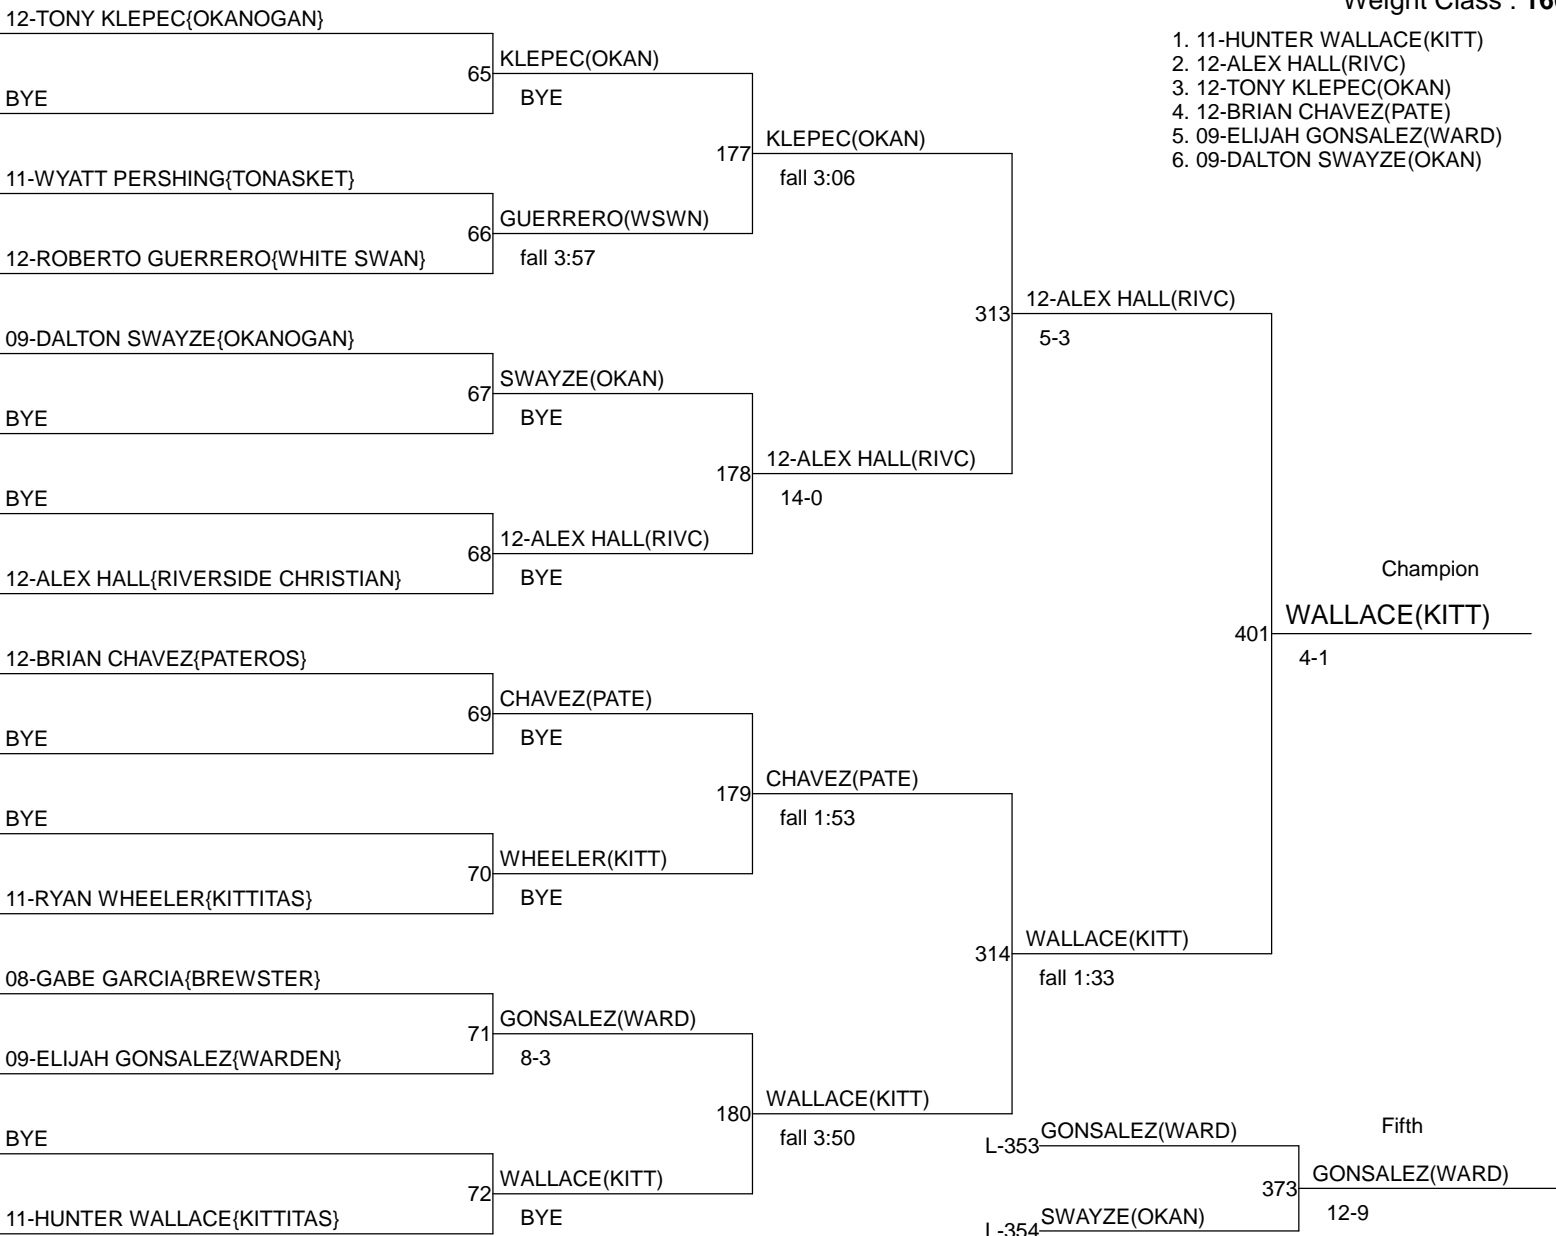 Weight Class :
1. 11-HUNTER WALLACE(KITT)
2. 12-ALEX HALL(RIVC)
3. 12-TONY KLEPEC(OKAN)
4. 12-BRIAN CHAVEZ(PATE)
5. 09-ELIJAH GONSALEZ(WARD)
6. 09-DALTON SWAYZE(OKAN)
12-TONY KLEPEC{OKANOGAN}
BYE
11-WYATT PERSHING{TONASKET}
12-ROBERTO GUERRERO{WHITE SWAN}
09-DALTON SWAYZE{OKANOGAN}
BYE
BYE
12-ALEX HALL{RIVERSIDE CHRISTIAN}
12-BRIAN CHAVEZ{PATEROS}
BYE
BYE
11-RYAN WHEELER{KITTITAS}
08-GABE GARCIA{BREWSTER}
09-ELIJAH GONSALEZ{WARDEN}
BYE
11-HUNTER WALLACE{KITTITAS}
65 KLEPEC(OKAN)
BYE
66 GUERRERO(WSWN)
fall 3:57
67 SWAYZE(OKAN)
BYE
68 12-ALEX HALL(RIVC)
BYE
69 CHAVEZ(PATE)
BYE
70 WHEELER(KITT)
BYE
71 GONSALEZ(WARD)
8-3
72 WALLACE(KITT)
BYE
177 KLEPEC(OKAN)
fall 3:06
178 12-ALEX HALL(RIVC)
14-0
179 CHAVEZ(PATE)
fall 1:53
180 WALLACE(KITT)
fall 3:50
313 12-ALEX HALL(RIVC)
5-3
314 WALLACE(KITT)
fall 1:33
Champion
401 WALLACE(KITT)
4-1
L-353 GONSALEZ(WARD)
L-354 SWAYZE(OKAN)
Fifth
373 GONSALEZ(WARD)
12-9